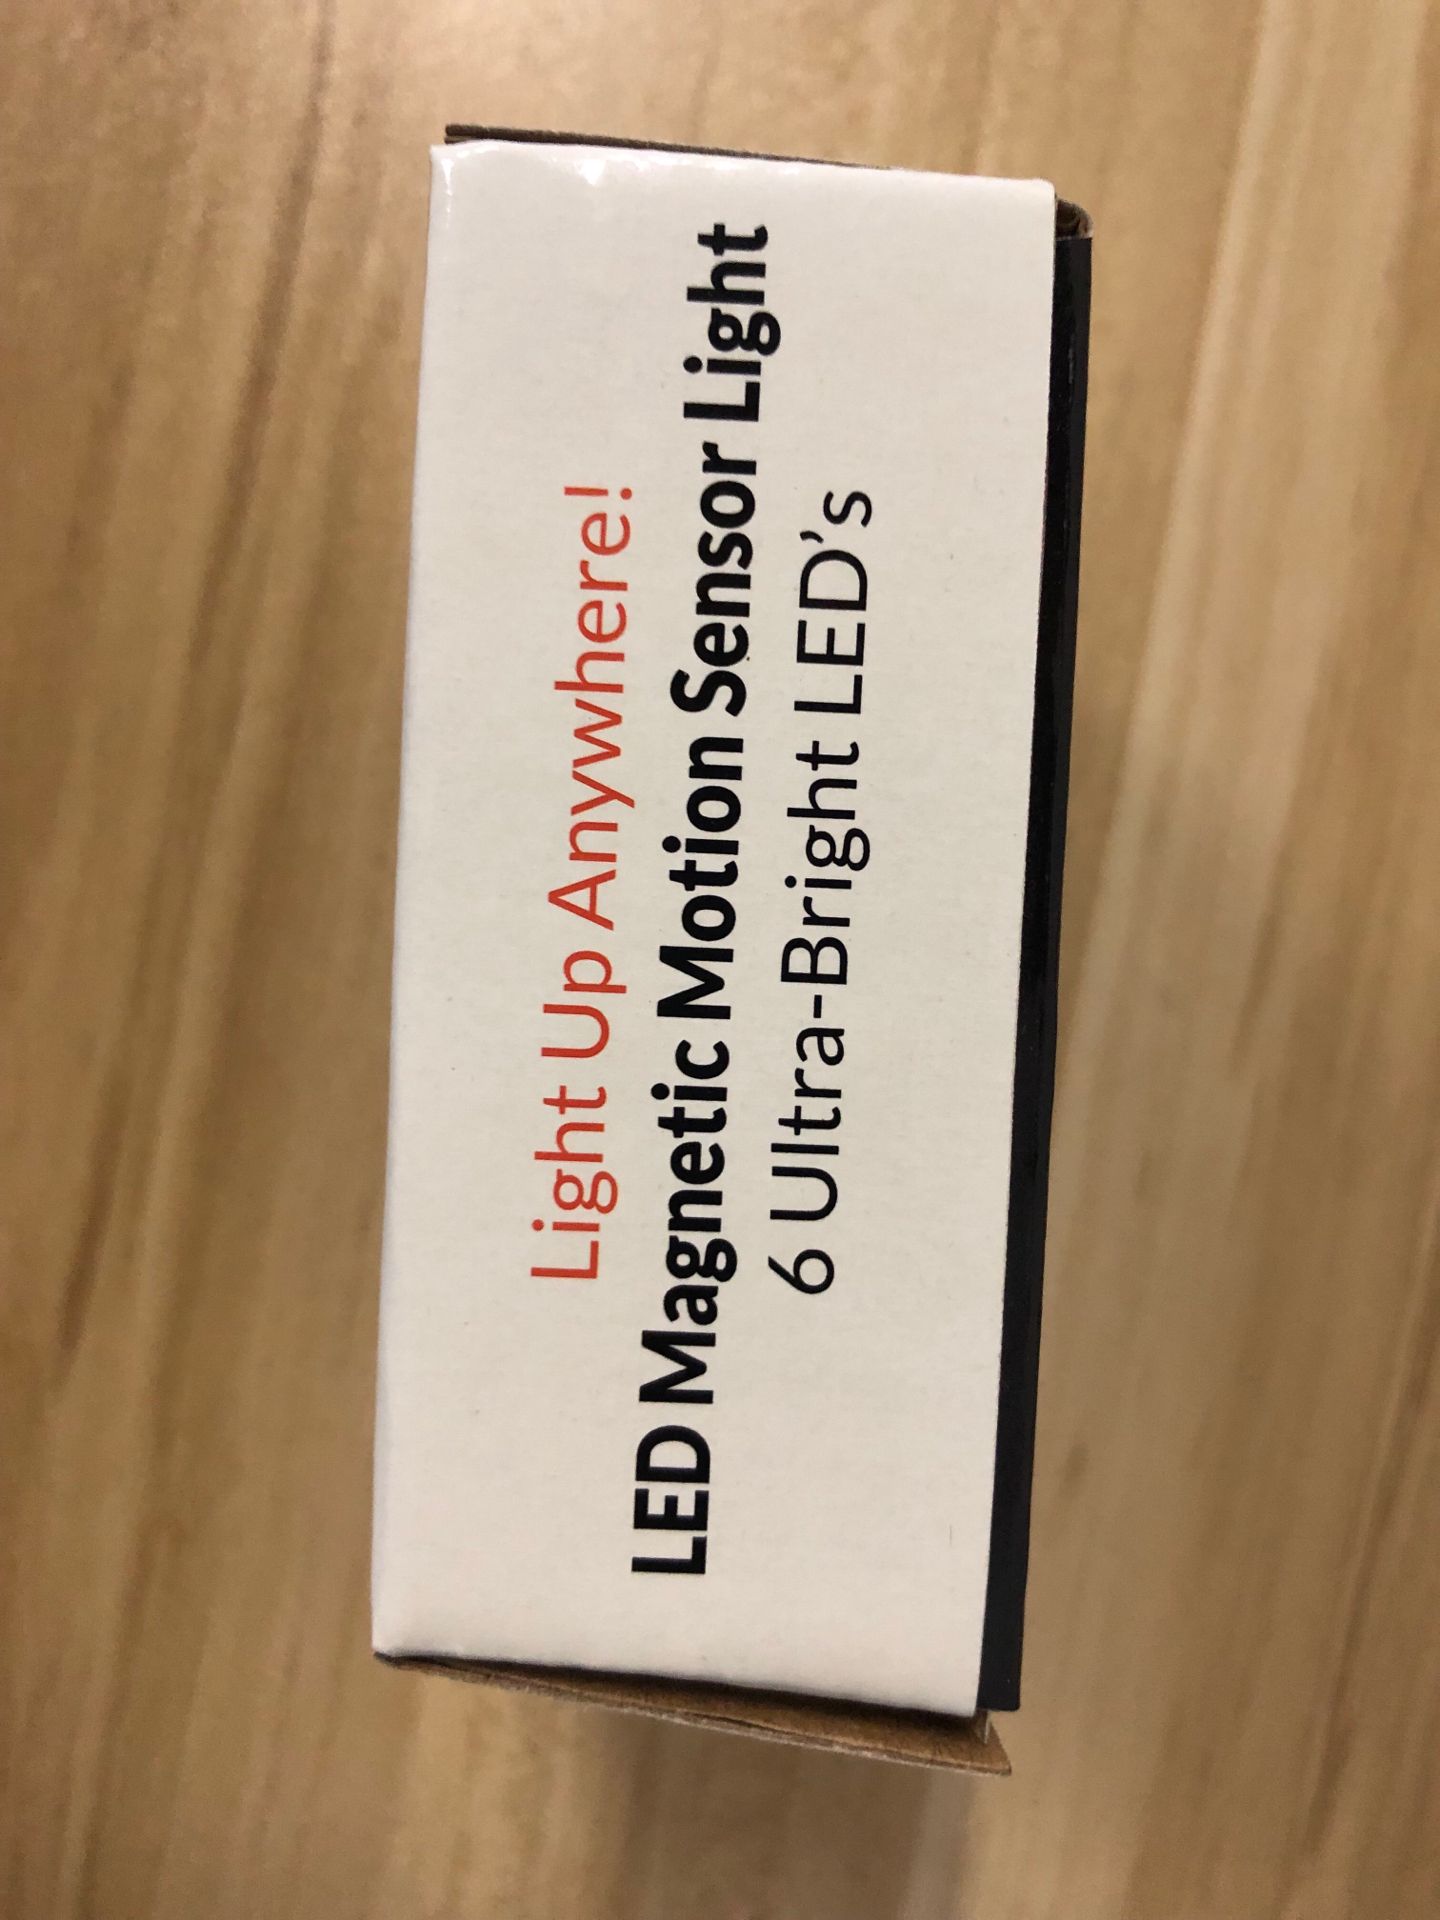 Light Up Anywhere!
LED Magnetic Motion Sensor Light
6 Ultra-Bright LED's